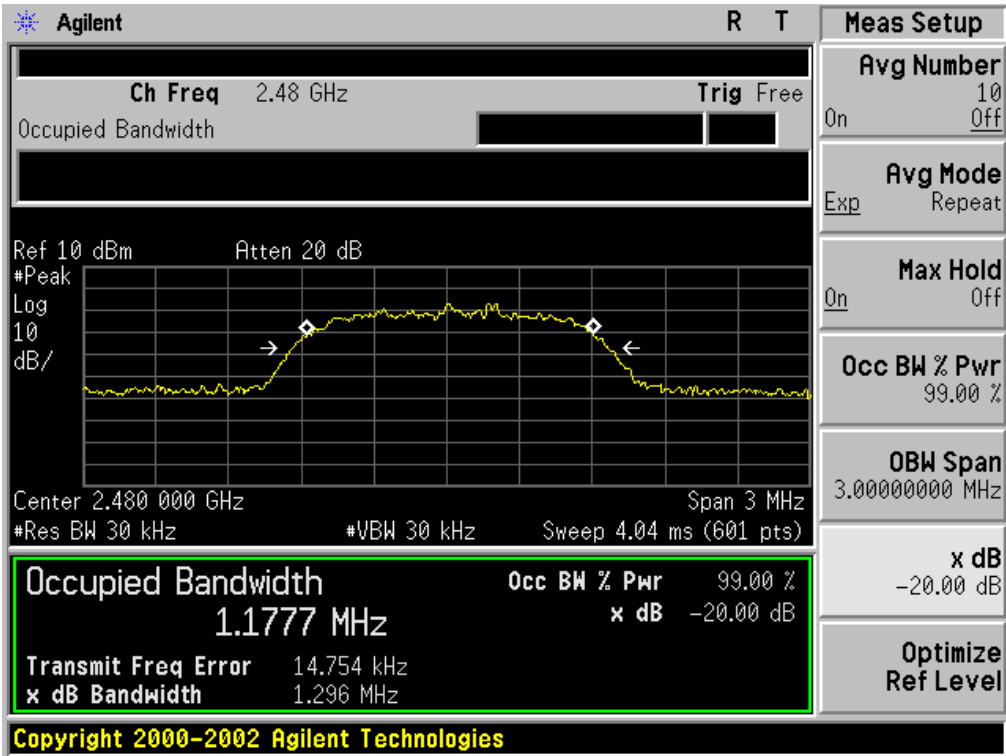 Agilent R T
Ch Freq 2.48 GHz Trig Free
Occupied Bandwidth
Ref 10 dBm Atten 20 dB
#Peak
Log
10
dB/
Center 2.480 000 GHz Span 3 MHz
#Res BW 30 kHz #VBW 30 kHz Sweep 4.04 ms (601 pts)
Occupied Bandwidth Occ BW % Pwr 99.00 %
1.1777 MHz x dB -20.00 dB
Transmit Freq Error 14.754 kHz
x dB Bandwidth 1.296 MHz
Copyright 2000-2002 Agilent Technologies
Meas Setup
Avg Number
10
On Off
Avg Mode
Exp Repeat
Max Hold
On Off
Occ BW % Pwr
99.00 %
OBW Span
3.00000000 MHz
x dB
-20.00 dB
Optimize
Ref Level